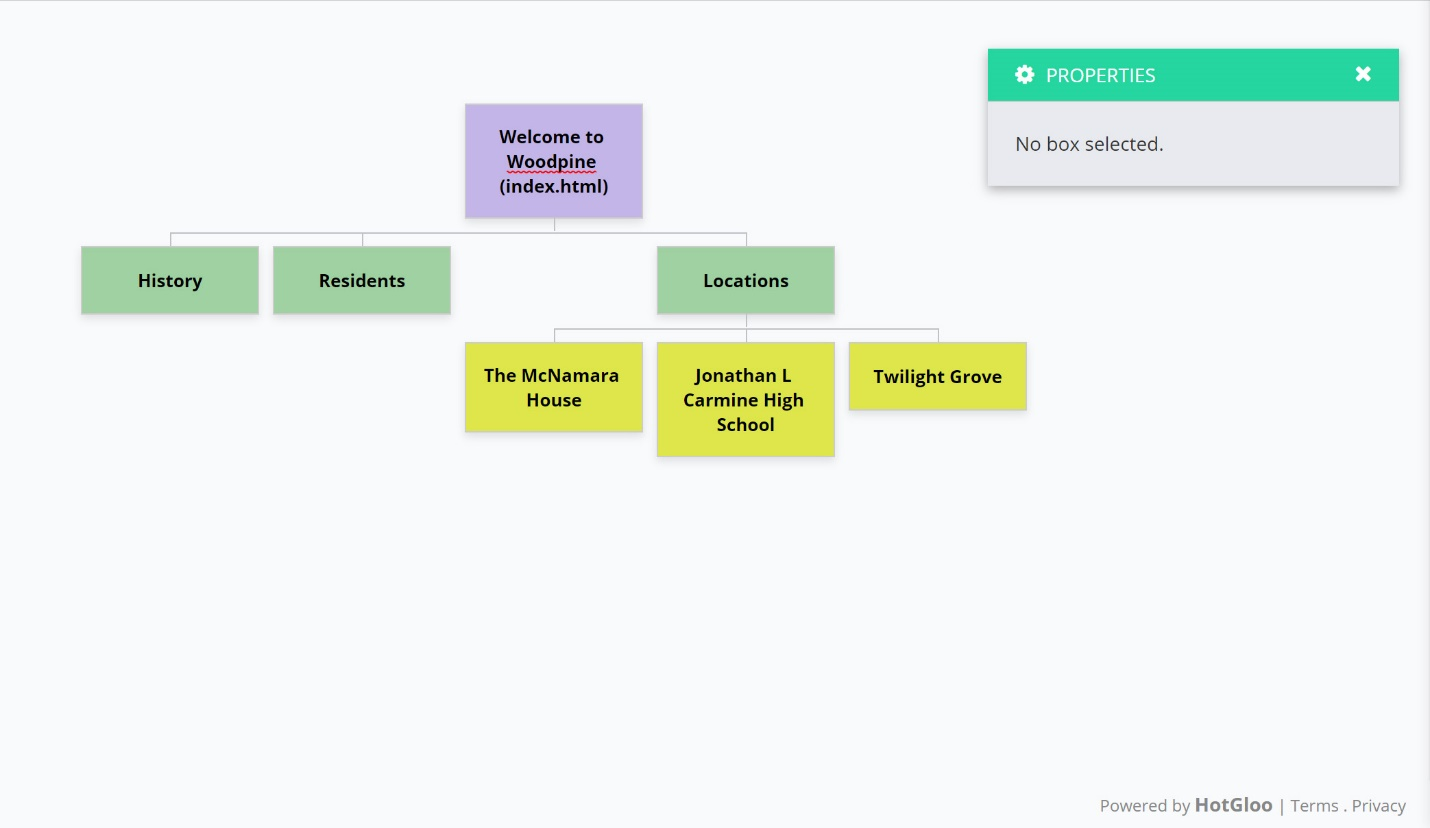 PROPERTIES
No box selected.
Welcome to
Woodpine
(index.html)
History
Residents
Locations
The McNamara
House
Jonathan L
Carmine High
School
Twilight Grove
Powered by HotGloo | Terms . Privacy